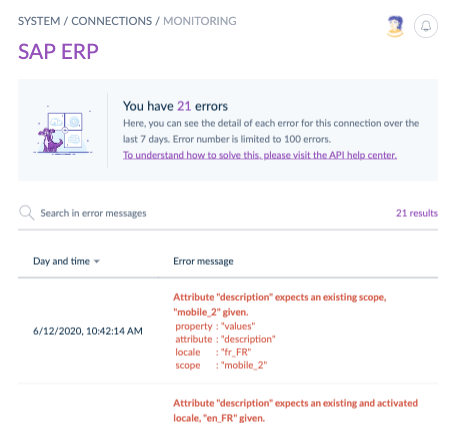 SYSTEM / CONNECTIONS / MONITORING
SAP ERP
You have 21 errors
Here, you can see the detail of each error for this connection over the
last 7 days. Error number is limited to 100 errors.
To understand how to solve this, please visit the API help center.
Search in error messages 21 results
Day and time Error message
Attribute "description" expects an existing scope,
"mobile_2" given.
property : "values"
6/12/2020, 10:42:14 AM attribute : "description"
locale : "fr_FR"
scope : "mobile_2"
Attribute "description" expects an existing and activated
locale, "en_FR" given.